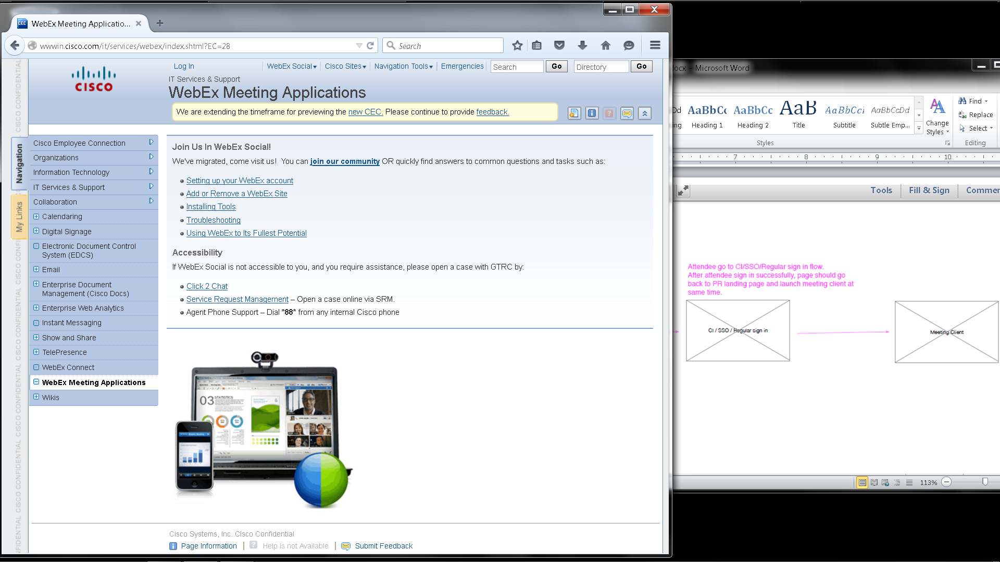 WebEx Meeting Applicatio...
wwwin.cisco.com/it/services/webex/index.shtml?EC=28
Search
CISCO
Log In
WebEx Social
Cisco Sites
Navigation Tools
Emergencies
Search
Go
Directory
Go
IT Services & Support
WebEx Meeting Applications
We are extending the timeframe for previewing the new CEC. Please continue to provide feedback.
Navigation
My Links
Cisco Employee Connection
Organizations
Information Technology
IT Services & Support
Collaboration
Calendaring
Digital Signage
Electronic Document Control
System (EDCS)
Email
Enterprise Document
Management (Cisco Docs)
Enterprise Web Analytics
Instant Messaging
Show and Share
TelePresence
WebEx Connect
WebEx Meeting Applications
Wikis
Join Us In WebEx Social!
We've migrated, come visit us! You can join our community OR quickly find answers to common questions and tasks such as:
Setting up your WebEx account
Add or Remove a WebEx Site
Installing Tools
Troubleshooting
Using WebEx to Its Fullest Potential
Accessibility
If WebEx Social is not accessible to you, and you require assistance, please open a case with GTRC by:
Click 2 Chat
Service Request Management – Open a case online via SRM.
Agent Phone Support – Dial *88* from any internal Cisco phone
03 STATISTICS
Cisco Systems, Inc. Cisco Confidential
Page Information
Help is not Available
Submit Feedback
CISCO CONFIDENTIAL CISCO CONFIDENTIAL CISCO CONFIDENTIAL
ocx - Microsoft Word
AaBbCc
Heading 1
AaBbCc
Heading 2
AaB
Title
AaBbCcI
Subtitle
AaBbCcDd
Subtle Emp...
Change
Styles
Find
Replace
Select
Styles
Editing
7 8 9 10
Tools
Fill & Sign
Commen
Attendee go to CI/SSO/Regular sign in flow.
After attendee sign in successfully, page should go
back to PR landing page and launch meeting client at
same time.
CI / SSO / Regular sign in
Meeting Client
113%